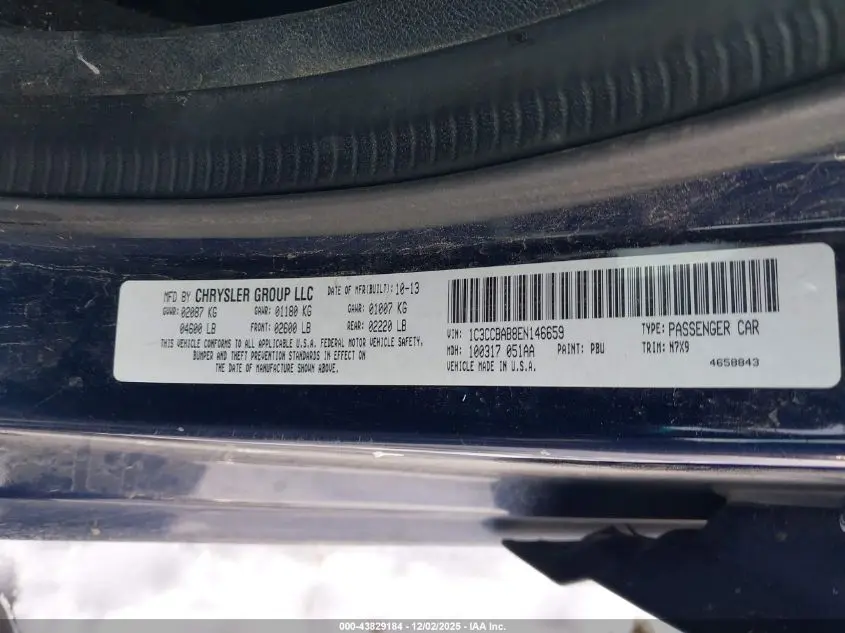 MFD BY CHRYSLER GROUP LLC DATE OF MFR(BUILT): 10-13
GVWR: 02087 KG GAWR: 01180 KG GAWR: 01007 KG
04600 LB FRONT: 02600 LB REAR: 02220 LB
THIS VEHICLE CONFORMS TO ALL APPLICABLE U.S.A. FEDERAL MOTOR VEHICLE SAFETY,
BUMPER AND THEFT PREVENTION STANDARDS IN EFFECT ON
THE DATE OF MANUFACTURE SHOWN ABOVE.
VIN: 1C3CCBAB8EN146659 TYPE: PASSENGER CAR
MDH: 100317 051AA PAINT: PBU TRIM: N7X9
VEHICLE MADE IN U.S.A. 4658843
000-43829184 - 12/02/2025 - IAA Inc.